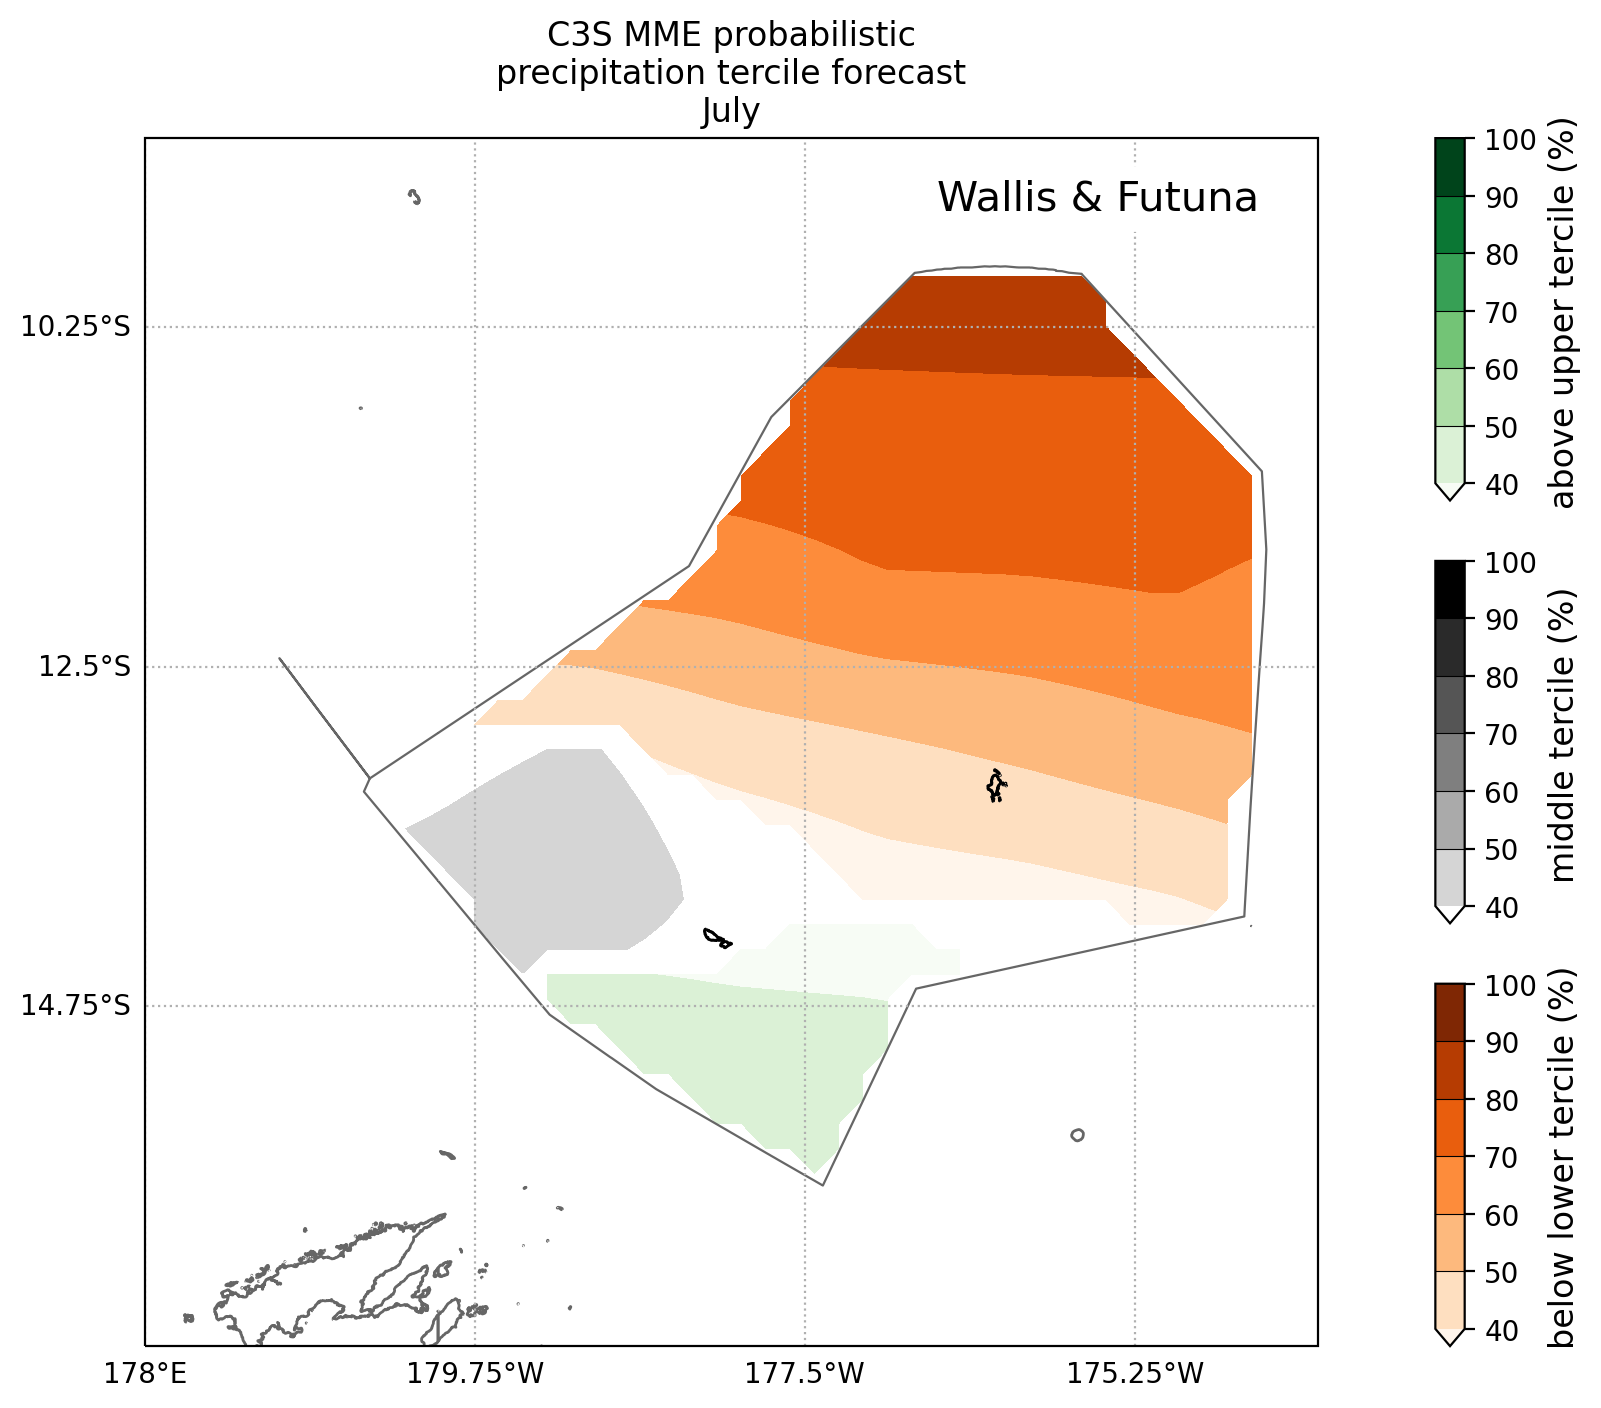 C3S MME probabilistic
precipitation tercile forecast
July
Wallis & Futuna
10.25°S
12.5°S
14.75°S
178°E
179.75°W
177.5°W
175.25°W
100
90
80
70
60
50
40
above upper tercile (%)
100
90
80
70
60
50
40
middle tercile (%)
100
90
80
70
60
50
40
below lower tercile (%)